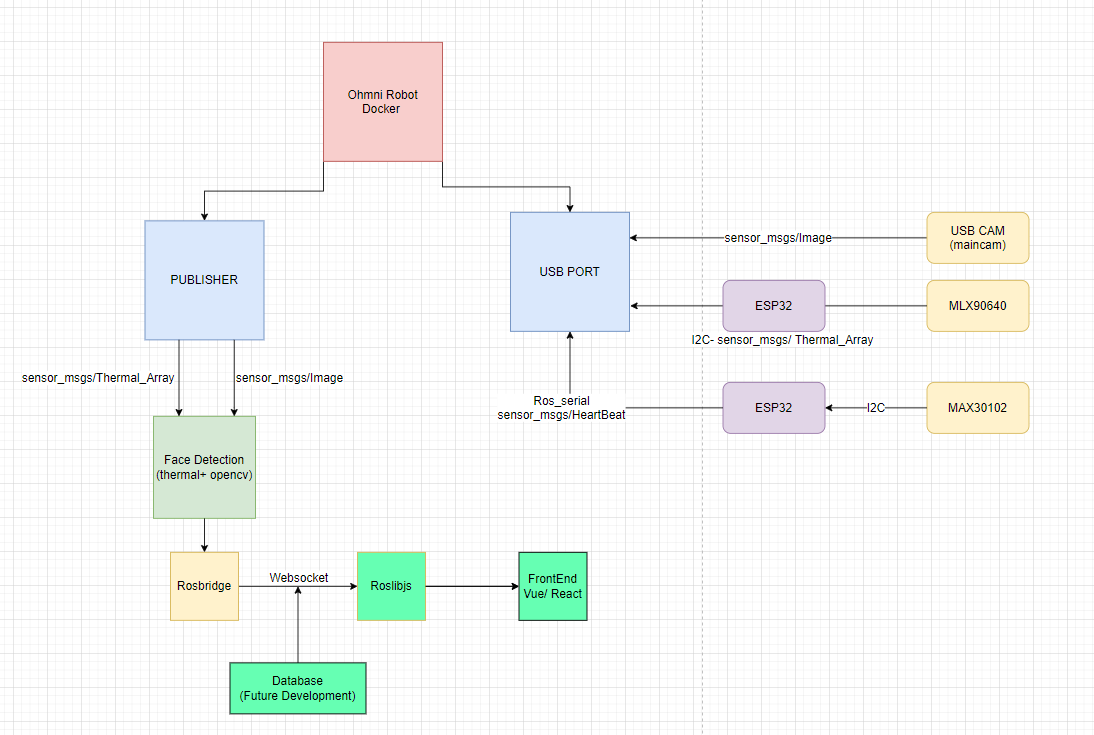 Ohmni Robot
Docker
PUBLISHER
USB PORT
sensor_msgs/Image
USB CAM
(maincam)
ESP32
MLX90640
I2C- sensor_msgs/ Thermal_Array
sensor_msgs/Thermal_Array
sensor_msgs/Image
Ros_serial
sensor_msgs/HeartBeat
ESP32
I2C
MAX30102
Face Detection
(thermal+ opencv)
Rosbridge
Websocket
Roslibjs
FrontEnd
Vue/ React
Database
(Future Development)